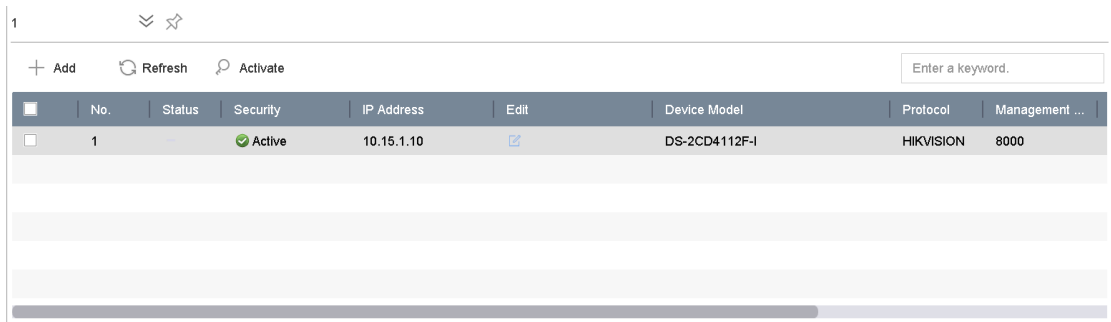 1
Add Refresh Activate Enter a keyword.
No. Status Security IP Address Edit Device Model Protocol Management ...
1 Active 10.15.1.10 DS-2CD4112F-I HIKVISION 8000